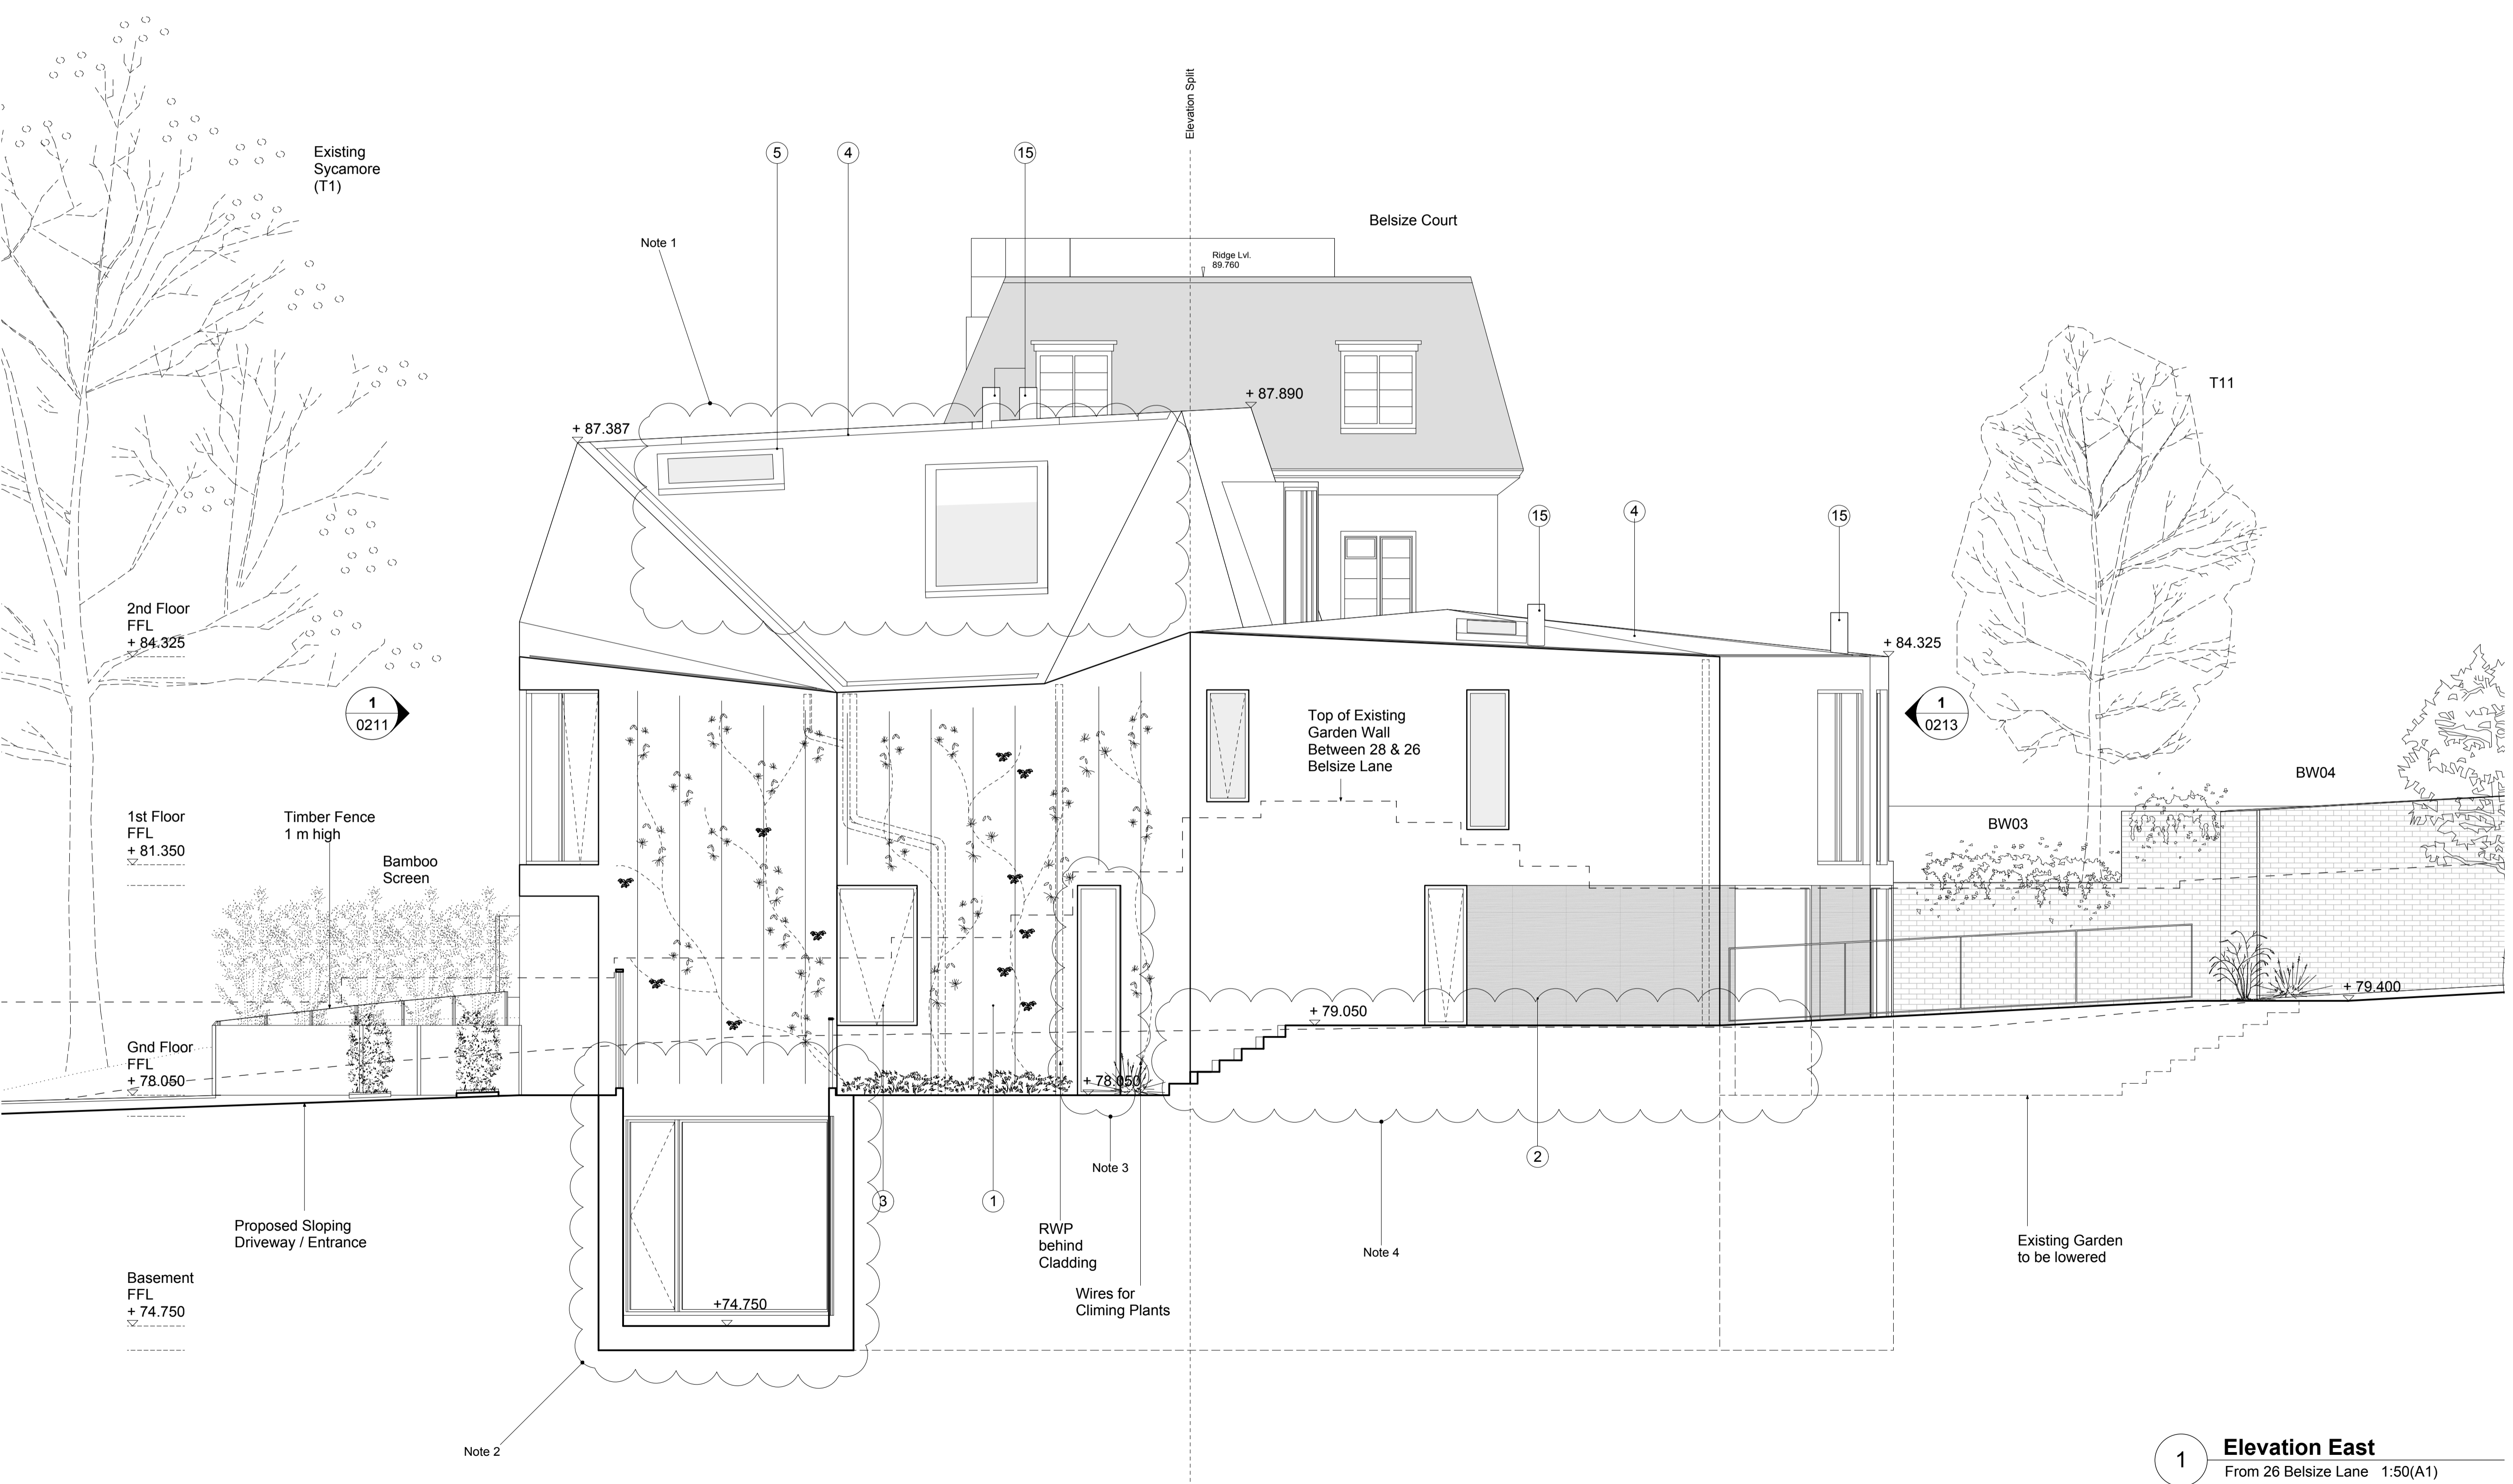 Elevation Split
Existing
Sycamore
(T1)
5
4
15
Belsize Court
Note 1
Ridge Lvl.
89.760
T11
+ 87.890
+ 87.387
15
4
15
2nd Floor
FFL
+ 84.325
+ 84.325
1
0211
1
0213
Top of Existing
Garden Wall
Between 28 & 26
Belsize Lane
BW04
1st Floor
FFL
+ 81.350
Timber Fence
1 m high
BW03
Bamboo
Screen
+ 79.400
+ 79.050
Gnd Floor
FFL
+ 78.050
+ 78.050
2
Note 3
3
1
Proposed Sloping
Driveway / Entrance
RWP
behind
Cladding
Note 4
Existing Garden
to be lowered
Basement
FFL
+ 74.750
+74.750
Wires for
Climing Plants
Note 2
1
Elevation East
From 26 Belsize Lane 1:50(A1)